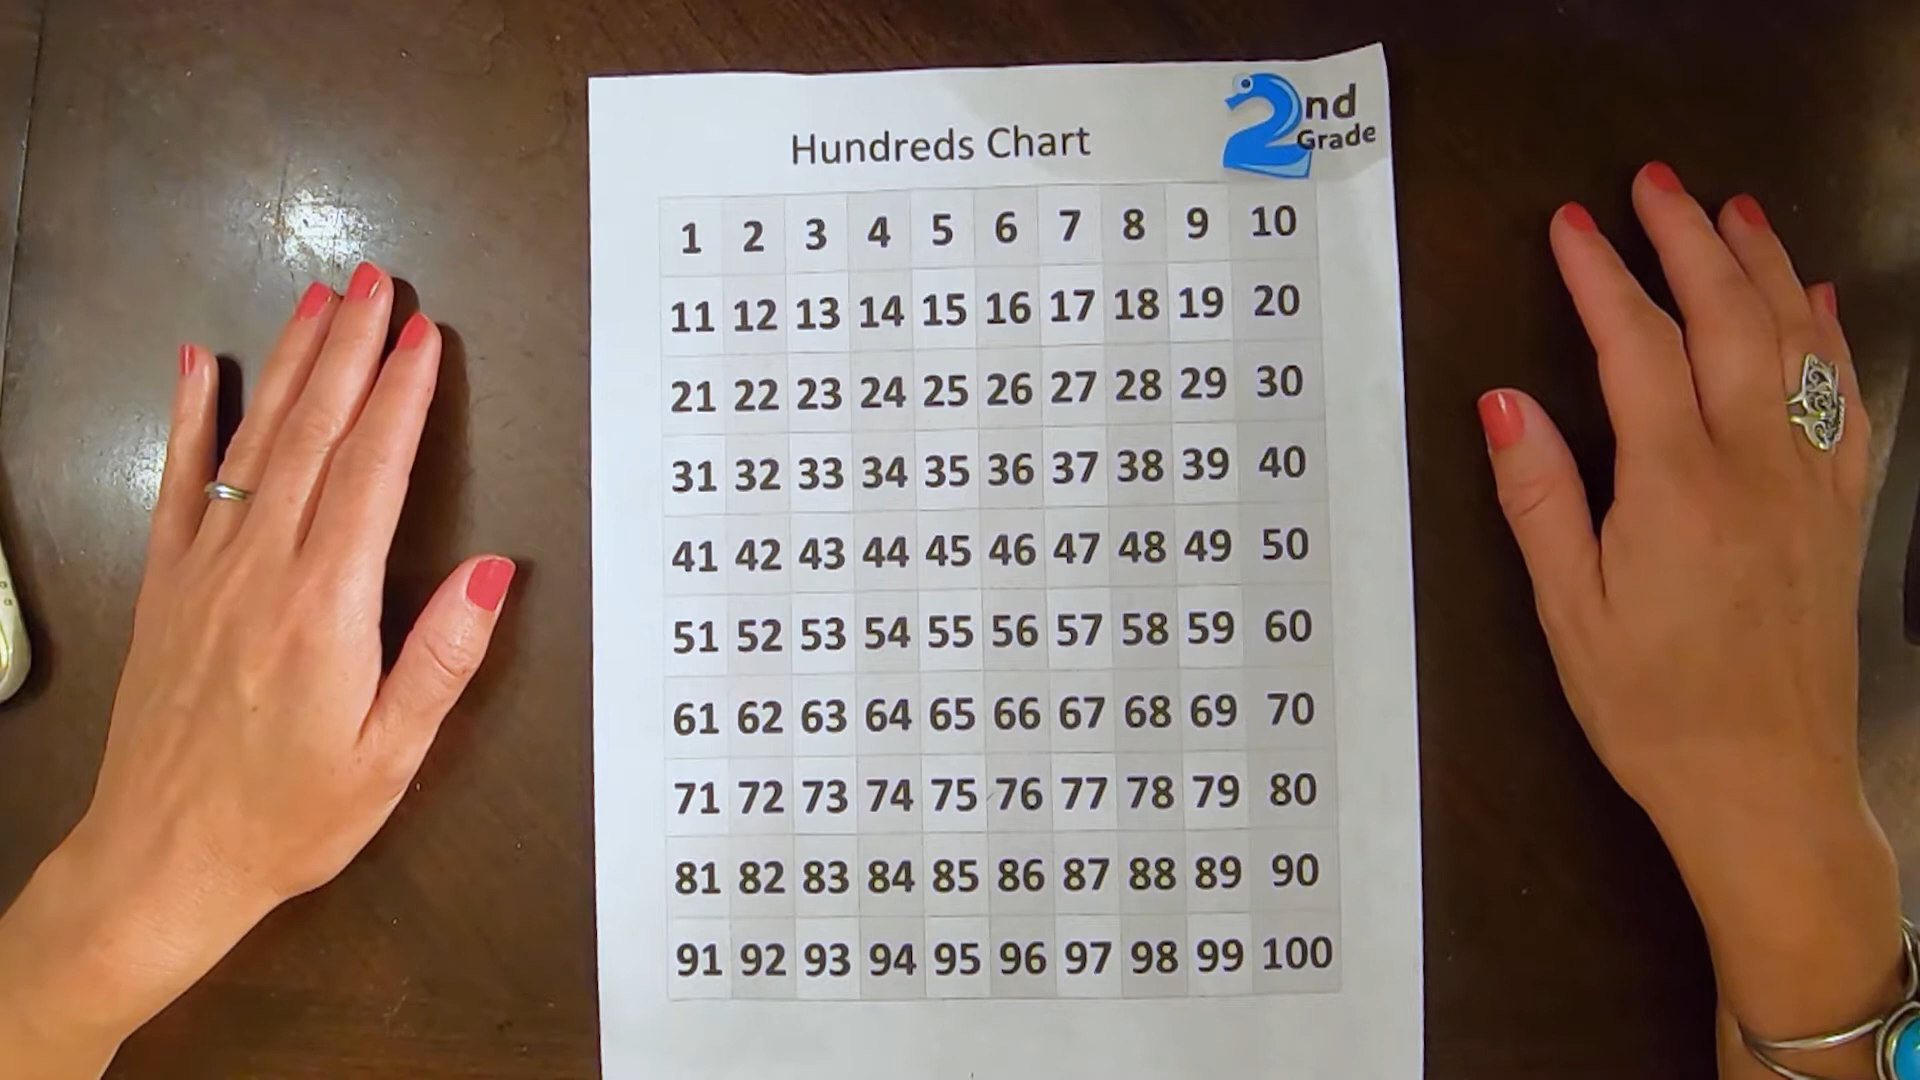 2nd
Grade
Hundreds Chart
1 2 3 4 5 6 7 8 9 10
11 12 13 14 15 16 17 18 19 20
21 22 23 24 25 26 27 28 29 30
31 32 33 34 35 36 37 38 39 40
41 42 43 44 45 46 47 48 49 50
51 52 53 54 55 56 57 58 59 60
61 62 63 64 65 66 67 68 69 70
71 72 73 74 75 76 77 78 79 80
81 82 83 84 85 86 87 88 89 90
91 92 93 94 95 96 97 98 99 100